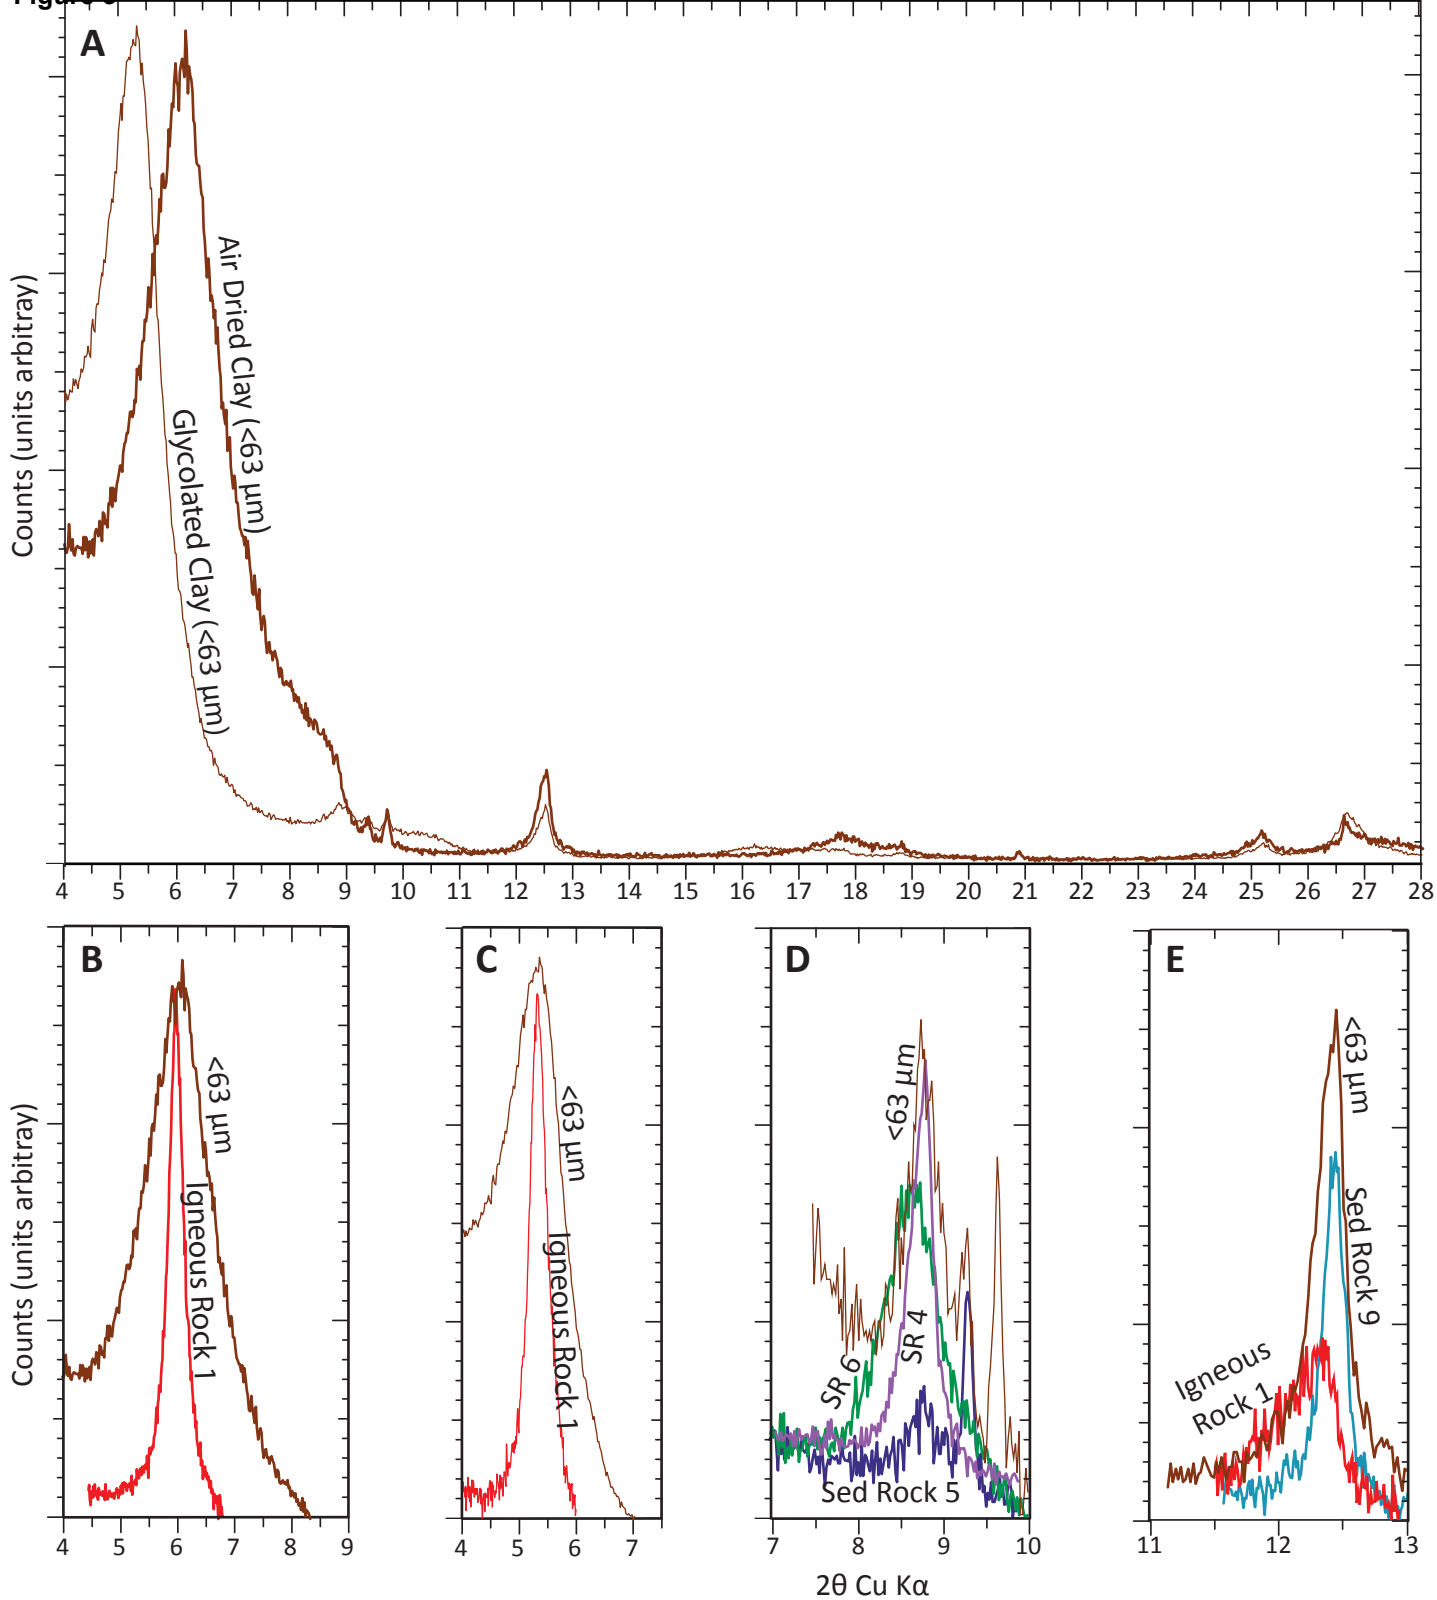 A
Counts (units arbitray)
Air Dried Clay (<63 µm)
Glycolated Clay (<63 µm)
4 5 6 7 8 9 10 11 12 13 14 15 16 17 18 19 20 21 22 23 24 25 26 27 28
B
Counts (units arbitray)
<63 µm
Igneous Rock 1
4 5 6 7 8 9
C
<63 µm
Igneous Rock 1
4 5 6 7
D
<63 µm
SR 6
SR 4
Sed Rock 5
7 8 9 10
E
<63 µm
Sed Rock 9
Igneous
Rock 1
11 12 13
2θ Cu Kα